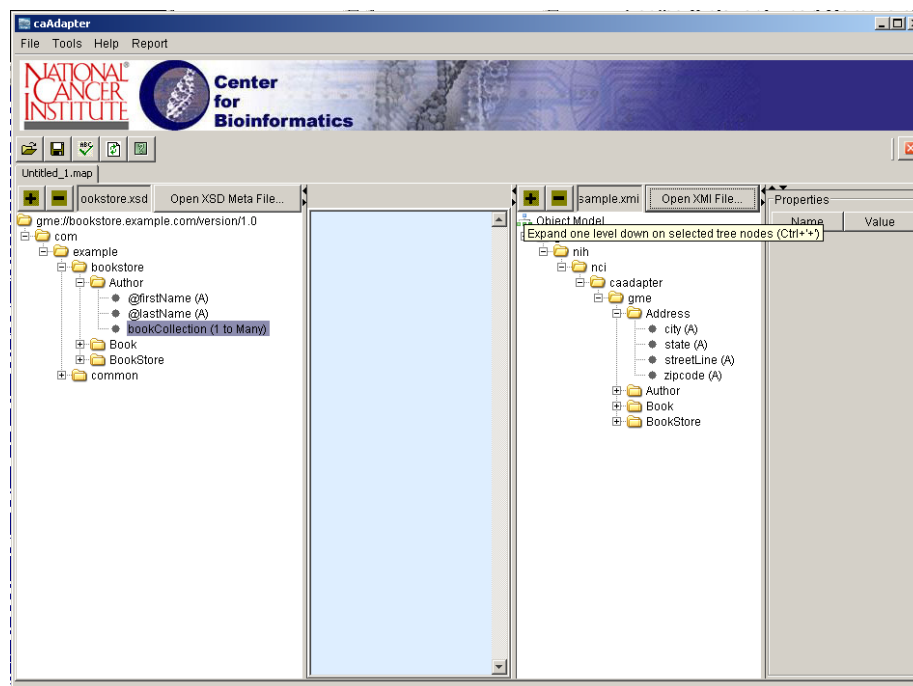 caAdapter
File Tools Help Report
NATIONAL
CANCER
INSTITUTE
Center
for
Bioinformatics
ABC
Untitled_1.map
ookstore.xsd Open XSD Meta File... sample.xmi Open XMI File... Properties
gme://bookstore.example.com/version/1.0 Object Model Name Value
com Expand one level down on selected tree nodes (Ctrl+'+')
example nih
bookstore nci
Author caadapter
@firstName (A) gme
@lastName (A) Address
bookCollection (1 to Many) city (A)
Book state (A)
BookStore streetLine (A)
common zipcode (A)
Author
Book
BookStore